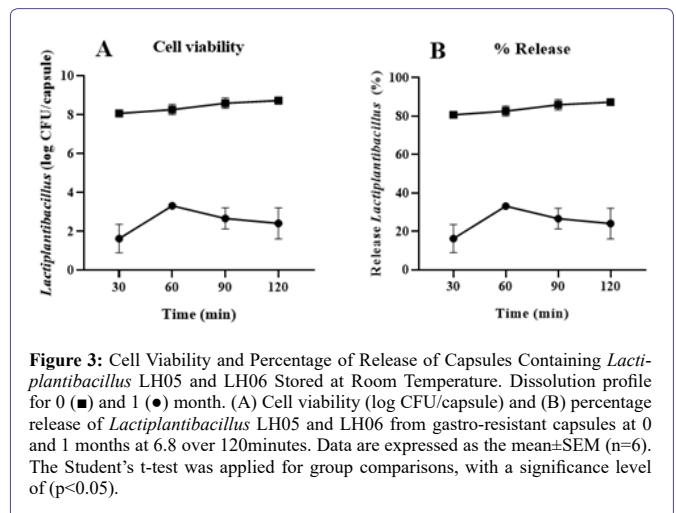 A
Cell viability
Lactiplantibacillus (log CFU/capsule)
10
8
6
4
2
0
30 60 90 120
Time (min)
B
% Release
Release Lactiplantibacillus (%)
100
80
60
40
20
0
30 60 90 120
Time (min)
Figure 3: Cell Viability and Percentage of Release of Capsules Containing Lacti-
plantibacillus LH05 and LH06 Stored at Room Temperature. Dissolution profile
for 0 (■) and 1 (●) month. (A) Cell viability (log CFU/capsule) and (B) percentage
release of Lactiplantibacillus LH05 and LH06 from gastro-resistant capsules at 0
and 1 months at 6.8 over 120minutes. Data are expressed as the mean±SEM (n=6).
The Student’s t-test was applied for group comparisons, with a significance level
of (p<0.05).